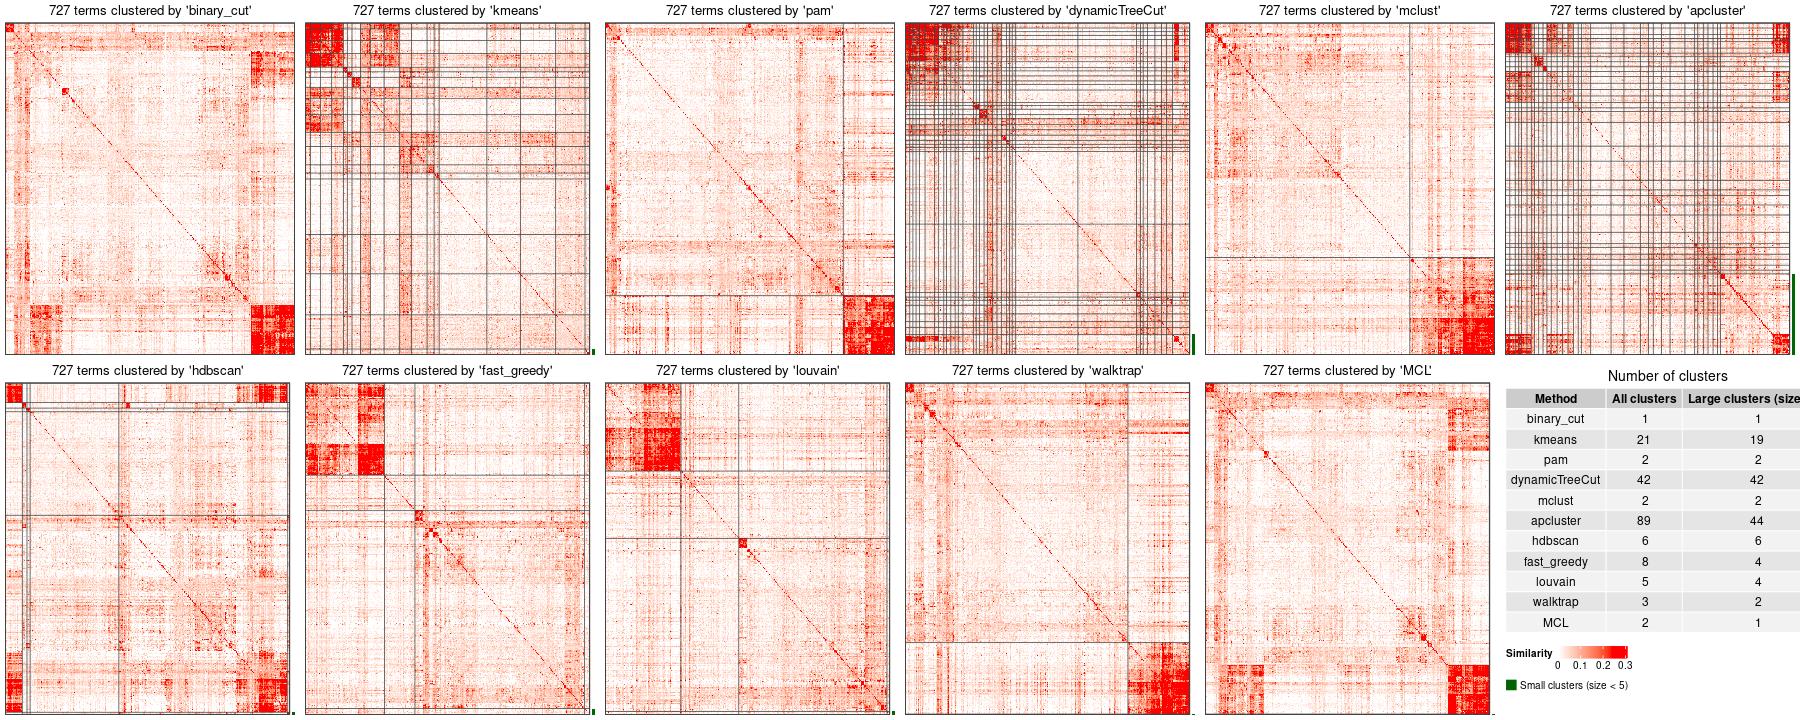 727 terms clustered by 'binary_cut'
727 terms clustered by 'kmeans'
727 terms clustered by 'pam'
727 terms clustered by 'dynamicTreeCut'
727 terms clustered by 'mclust'
727 terms clustered by 'apcluster'
727 terms clustered by 'hdbscan'
727 terms clustered by 'fast_greedy'
727 terms clustered by 'louvain'
727 terms clustered by 'walktrap'
727 terms clustered by 'MCL'
Number of clusters
Method All clusters Large clusters (size
binary_cut 1 1
kmeans 21 19
pam 2 2
dynamicTreeCut 42 42
mclust 2 2
apcluster 89 44
hdbscan 6 6
fast_greedy 8 4
louvain 5 4
walktrap 3 2
MCL 2 1
Similarity
0 0.1 0.2 0.3
Small clusters (size < 5)